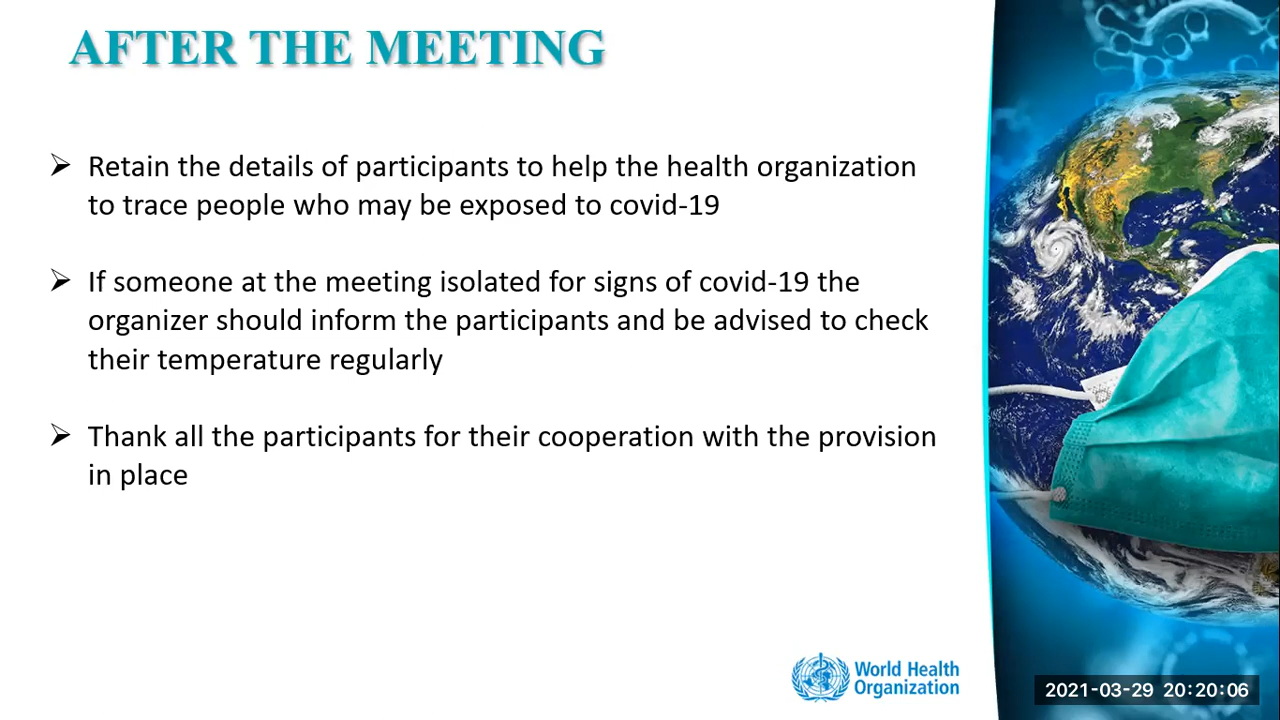 AFTER THE MEETING
Retain the details of participants to help the health organization
to trace people who may be exposed to covid-19
If someone at the meeting isolated for signs of covid-19 the
organizer should inform the participants and be advised to check
their temperature regularly
Thank all the participants for their cooperation with the provision
in place
World Health
Organization
2021-03-29 20:20:06